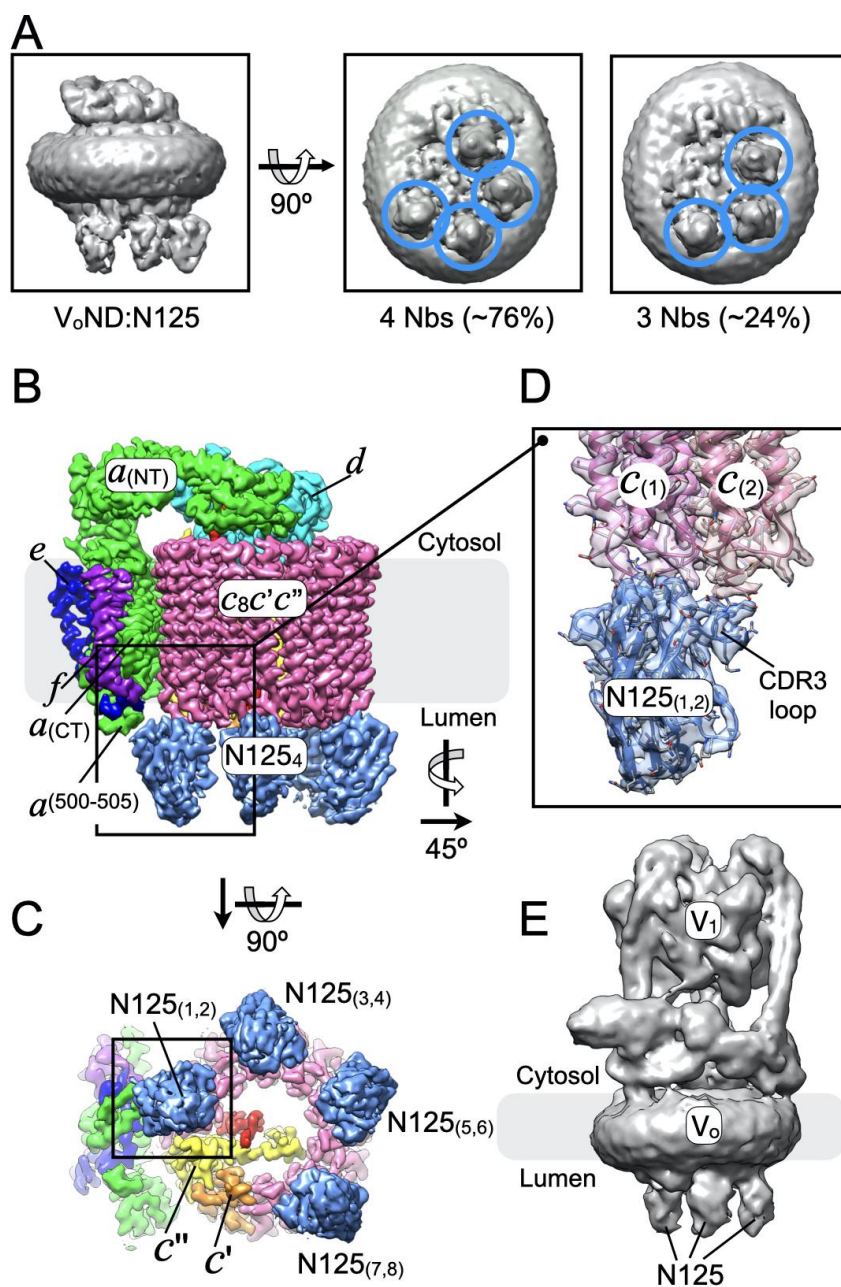 A
90º
VₒND:N125
4 Nbs (~76%)
3 Nbs (~24%)
B
a(NT)
d
Cytosol
e
c₈c'c"
f
a(CT)
Lumen
N125₄
a(500-505)
45º
90º
D
c(1)
c(2)
CDR3
loop
N125(1,2)
C
N125(1,2)
N125(3,4)
N125(5,6)
c"
c'
N125(7,8)
E
V₁
Cytosol
Vₒ
Lumen
N125